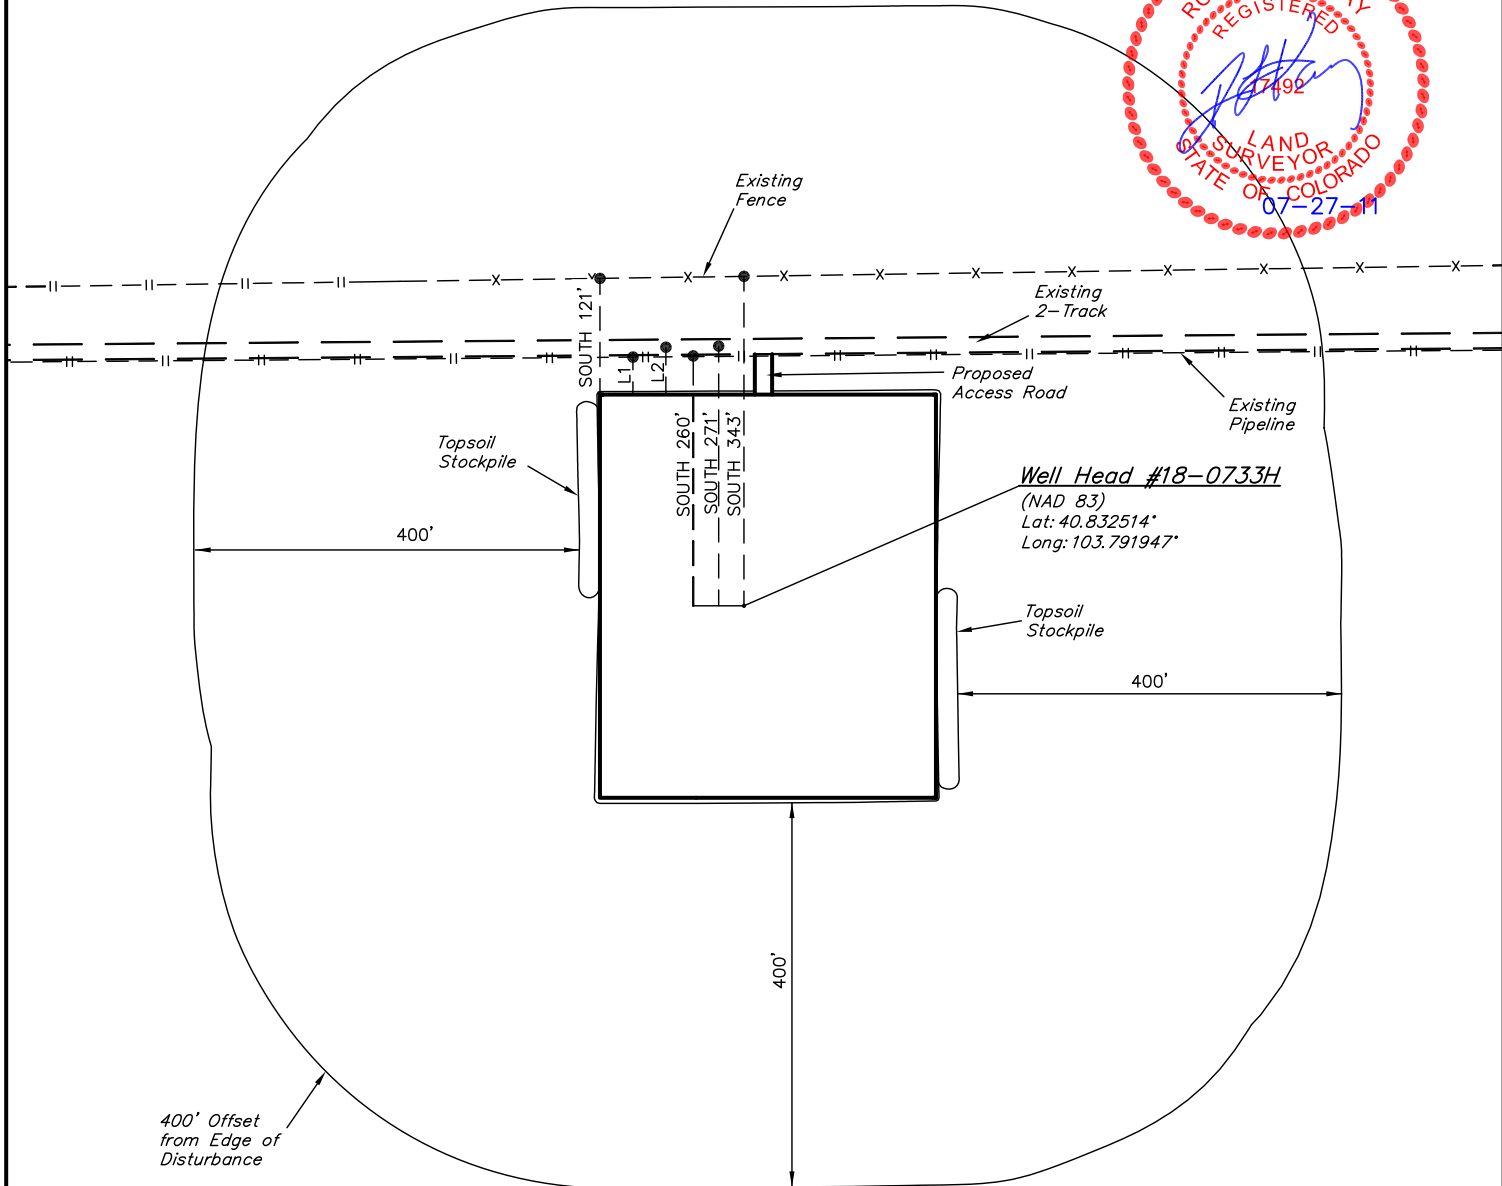 REGISTERED
17492
LAND
SURVEYOR
STATE OF COLORADO
07-27-11
Existing
Fence
Existing
2-Track
SOUTH 121'
L1
L2
Proposed
Access Road
Existing
Pipeline
SOUTH 260'
SOUTH 271'
SOUTH 343'
Topsoil
Stockpile
Well Head #18-0733H
(NAD 83)
Lat: 40.832514°
Long: 103.791947°
400'
Topsoil
Stockpile
400'
400'
400' Offset
from Edge of
Disturbance